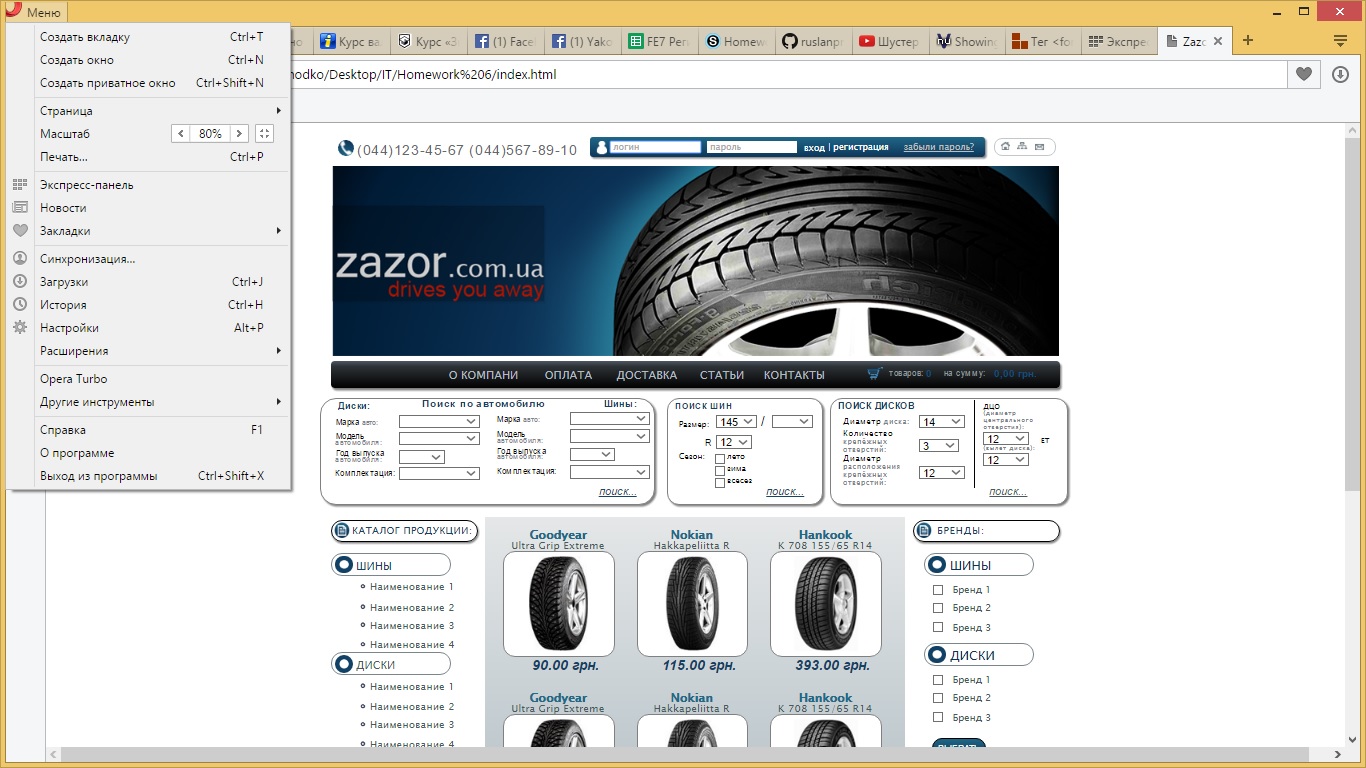 Меню
Создать вкладку Ctrl+T
Создать окно Ctrl+N
Создать приватное окно Ctrl+Shift+N
Страница
Масштаб 80%
Печать... Ctrl+P
Экспресс-панель
Новости
Закладки
Синхронизация...
Загрузки Ctrl+J
История Ctrl+H
Настройки Alt+P
Расширения
Opera Turbo
Другие инструменты
Справка F1
О программе
Выход из программы Ctrl+Shift+X
Курс ва Курс «З (1) Face (1) Yako FE7 Рег Homew ruslanpr Шустер Showing Тег <for Экспре Zazo
hodko/Desktop/IT/Homework%206/index.html
(044)123-45-67 (044)567-89-10
логин пароль вход | регистрация забыли пароль?
zazor.com.ua
drives you away
О КОМПАНИ ОПЛАТА ДОСТАВКА СТАТЬИ КОНТАКТЫ товаров: 0 на сумму: 0,00 грн.
Диски: Поиск по автомобилю Шины:
Марка авто: Марка авто:
Модель автомобиля: Модель автомобиля:
Год выпуска автомобиля: Год выпуска автомобиля:
Комплектация: Комплектация:
поиск...
ПОИСК ШИН
Размер: 145 /
R 12
Сезон: лето
зима
всесез
поиск...
ПОИСК ДИСКОВ
Диаметр диска: 14
Количество крепёжных отверстий: 3
Диаметр расположения крепёжных отверстий: 12
ДЦО
(диаметр
центрального
отверстия):
12 ET
(вылет диска):
12
поиск...
КАТАЛОГ ПРОДУКЦИИ:
ШИНЫ
Наименование 1
Наименование 2
Наименование 3
Наименование 4
ДИСКИ
Наименование 1
Наименование 2
Наименование 3
Наименование 4
Goodyear Nokian Hankook
Ultra Grip Extreme Hakkapeliitta R K 708 155/65 R14
90.00 грн. 115.00 грн. 393.00 грн.
Goodyear Nokian Hankook
Ultra Grip Extreme Hakkapeliitta R K 708 155/65 R14
БРЕНДЫ:
ШИНЫ
Бренд 1
Бренд 2
Бренд 3
ДИСКИ
Бренд 1
Бренд 2
Бренд 3